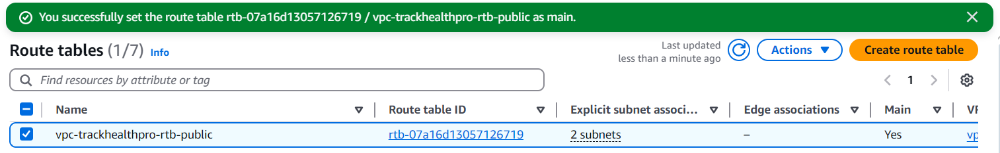 You successfully set the route table rtb-07a16d13057126719 / vpc-trackhealthpro-rtb-public as main.
Route tables (1/7) Info
Last updated
less than a minute ago
Actions
Create route table
Find resources by attribute or tag
1
Name Route table ID Explicit subnet associ... Edge associations Main VP
vpc-trackhealthpro-rtb-public rtb-07a16d13057126719 2 subnets – Yes vp